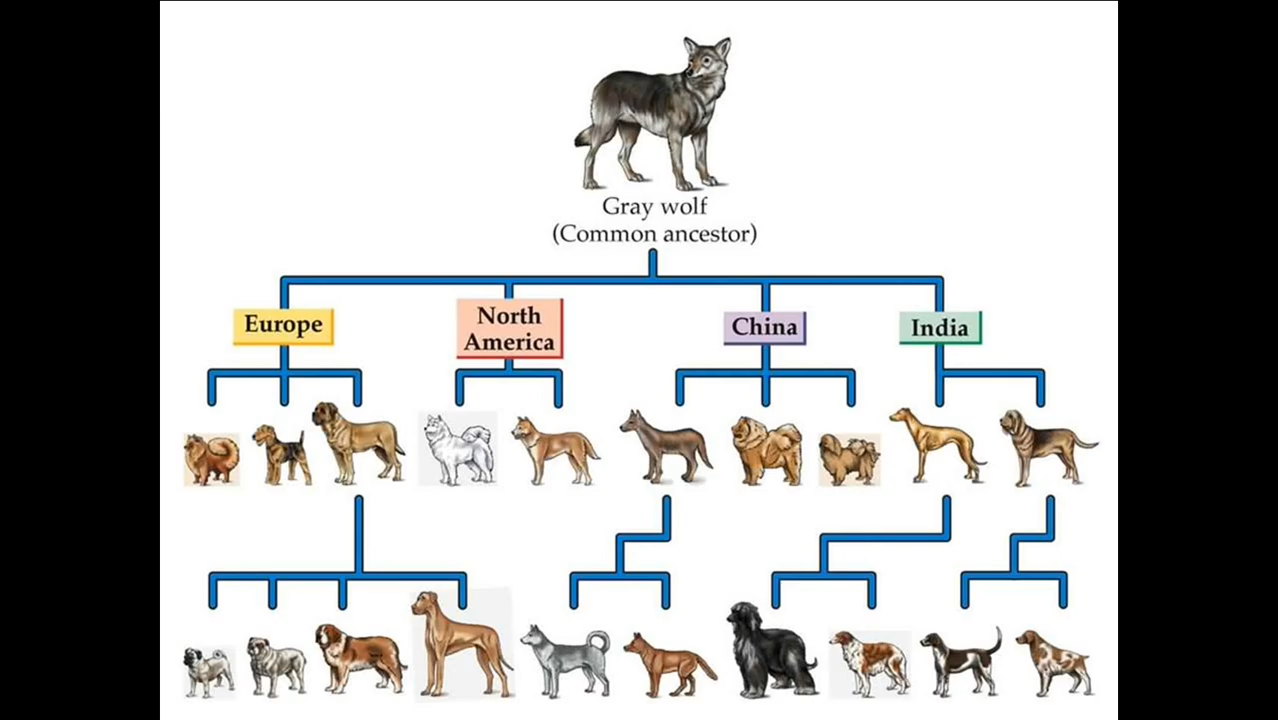 Gray wolf
(Common ancestor)
Europe
North
America
China
India